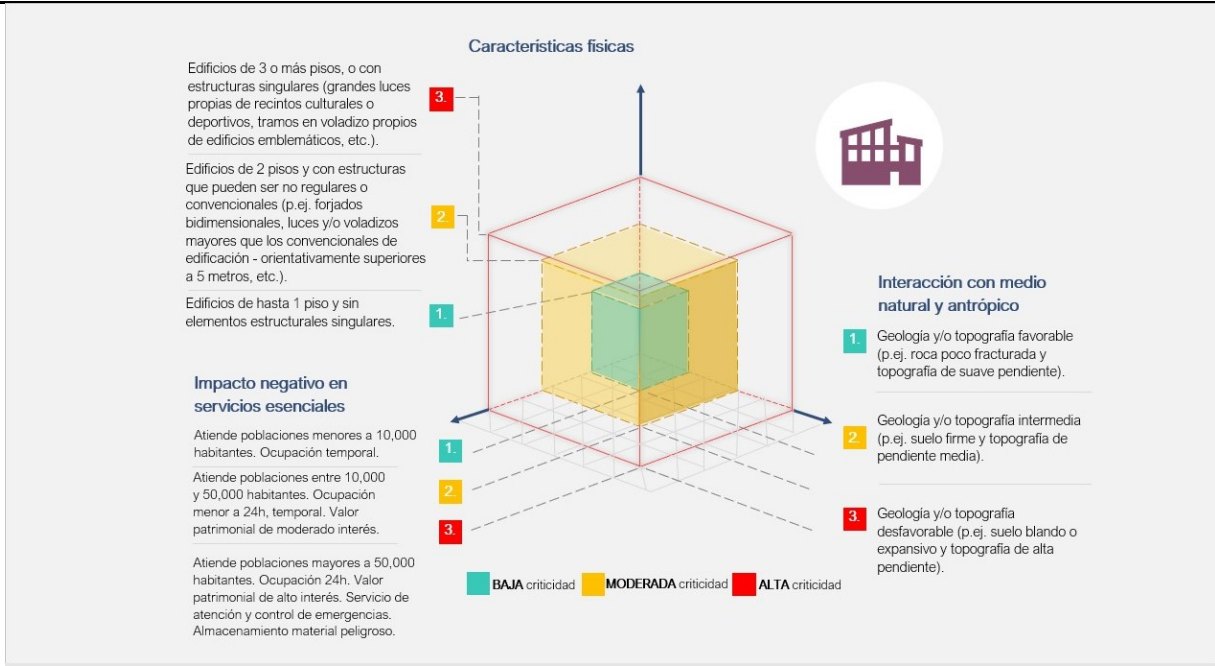 Características físicas
Edificios de 3 o más pisos, o con
estructuras singulares (grandes luces
propias de recintos culturales o
deportivos, tramos en voladizo propios
de edificios emblemáticos, etc.).
3.
Edificios de 2 pisos y con estructuras
que pueden ser no regulares o
convencionales (p.ej. forjados
bidimensionales, luces y/o voladizos
mayores que los convencionales de
edificación - orientativamente superiores
a 5 metros, etc.).
2.
Edificios de hasta 1 piso y sin
elementos estructurales singulares.
1.
Impacto negativo en
servicios esenciales
Atiende poblaciones menores a 10,000
habitantes. Ocupación temporal.
1.
Atiende poblaciones entre 10,000
y 50,000 habitantes. Ocupación
menor a 24h, temporal. Valor
patrimonial de moderado interés.
2.
3.
Atiende poblaciones mayores a 50,000
habitantes. Ocupación 24h. Valor
patrimonial de alto interés. Servicio de
atención y control de emergencias.
Almacenamiento material peligroso.
Interacción con medio
natural y antrópico
1.
Geología y/o topografía favorable
(p.ej. roca poco fracturada y
topografía de suave pendiente).
2.
Geología y/o topografía intermedia
(p.ej. suelo firme y topografía de
pendiente media).
3.
Geología y/o topografía
desfavorable (p.ej. suelo blando o
expansivo y topografía de alta
pendiente).
BAJA criticidad MODERADA criticidad ALTA criticidad